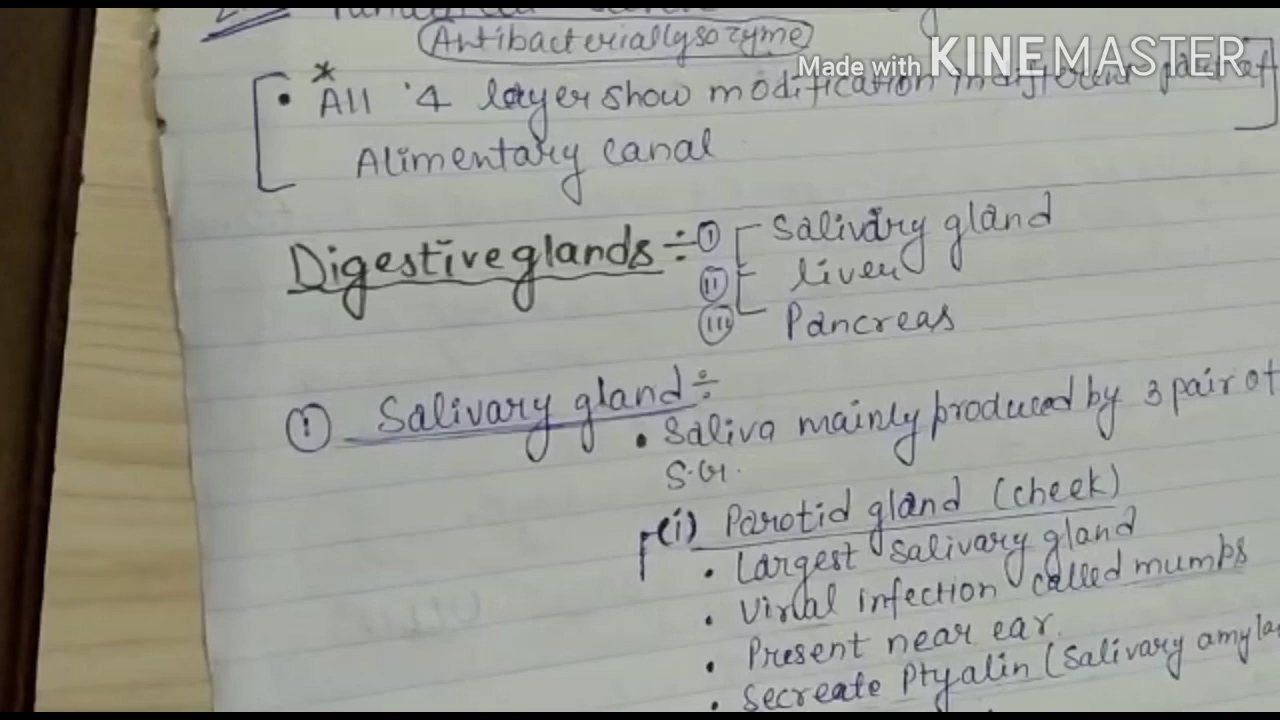 (Antibacteriallysozyme)
Made with KINEMASTER
• * All '4 layer show modification in different part of
Alimentary canal
Digestive glands ÷ (i) Salivary gland
(ii) liver
(iii) Pancreas
(1) Salivary gland ÷
• Saliva mainly produced by 3 pair of
S.G.
(i) Parotid gland (cheek)
• Largest salivary gland
• Viral infection called mumps
• Present near ear.
• Secreate Ptyalin (Salivary amyla